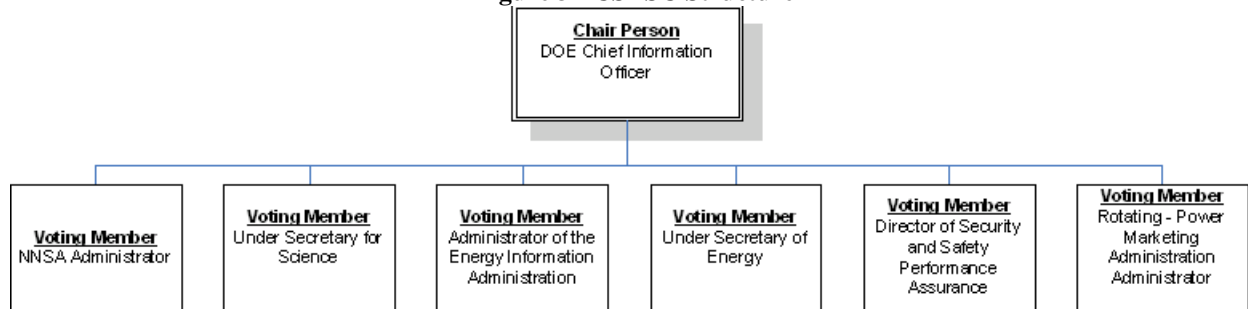 Chair Person
DOE Chief Information
Officer
Voting Member
NNSA Administrator
Voting Member
Under Secretary for
Science
Voting Member
Administrator of the
Energy Information
Administration
Voting Member
Under Secretary of
Energy
Voting Member
Director of Security
and Safety
Performance
Assurance
Voting Member
Rotating - Power
Marketing
Administration
Administrator